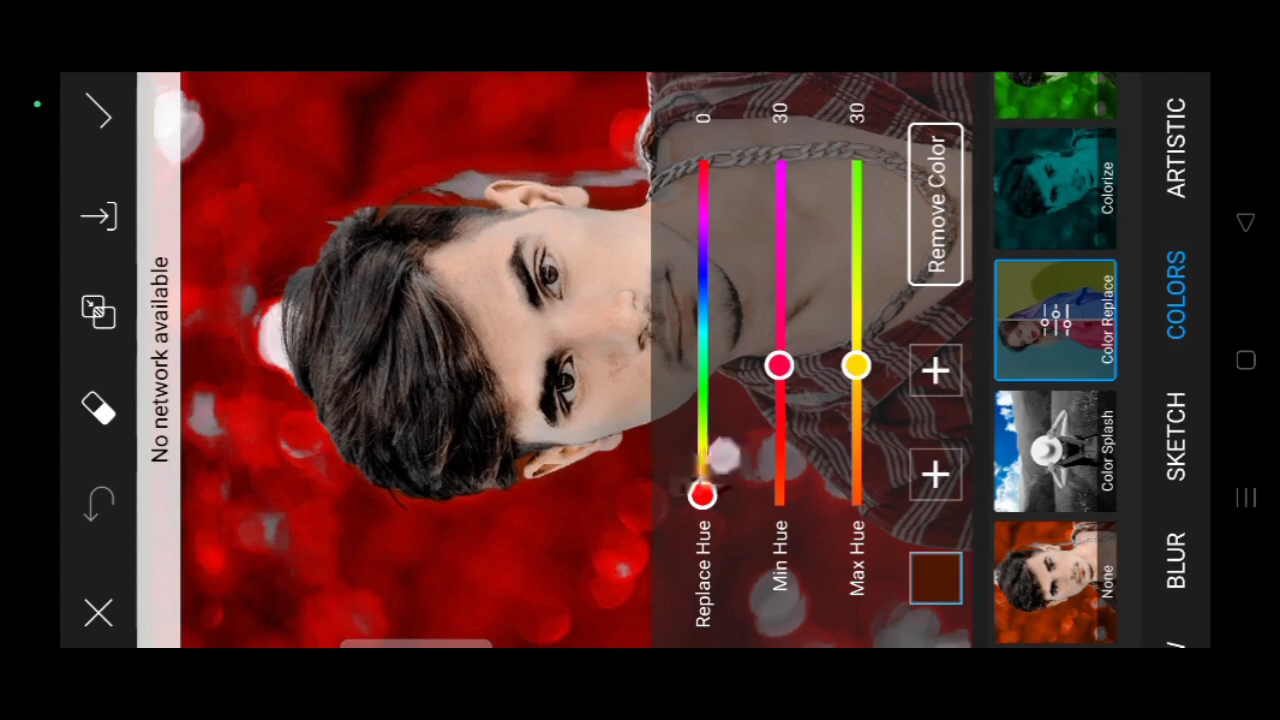 No network available
Replace Hue 0
Min Hue 30
Max Hue 30
Remove Color
None
Color Splash
Color Replace
Colorize
BLUR
SKETCH
COLORS
ARTISTIC